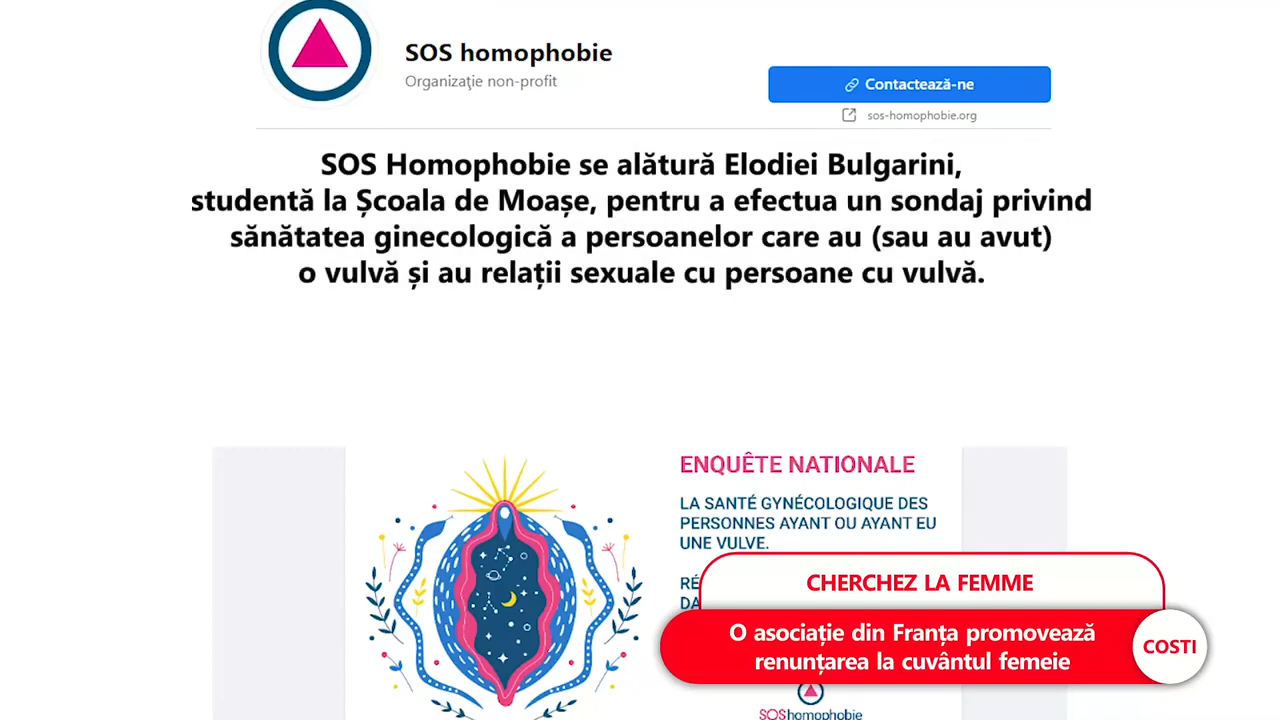 SOS homophobie
Organizaţie non-profit
Contactează-ne
sos-homophobie.org
SOS Homophobie se alătură Elodiei Bulgarini,
studentă la Școala de Moașe, pentru a efectua un sondaj privind
sănătatea ginecologică a persoanelor care au (sau au avut)
o vulvă și au relații sexuale cu persoane cu vulvă.
ENQUÊTE NATIONALE
LA SANTÉ GYNÉCOLOGIQUE DES
PERSONNES AYANT OU AYANT EU
UNE VULVE.
CHERCHEZ LA FEMME
O asociație din Franța promovează
renunțarea la cuvântul femeie
COSTI
SOShomophobie